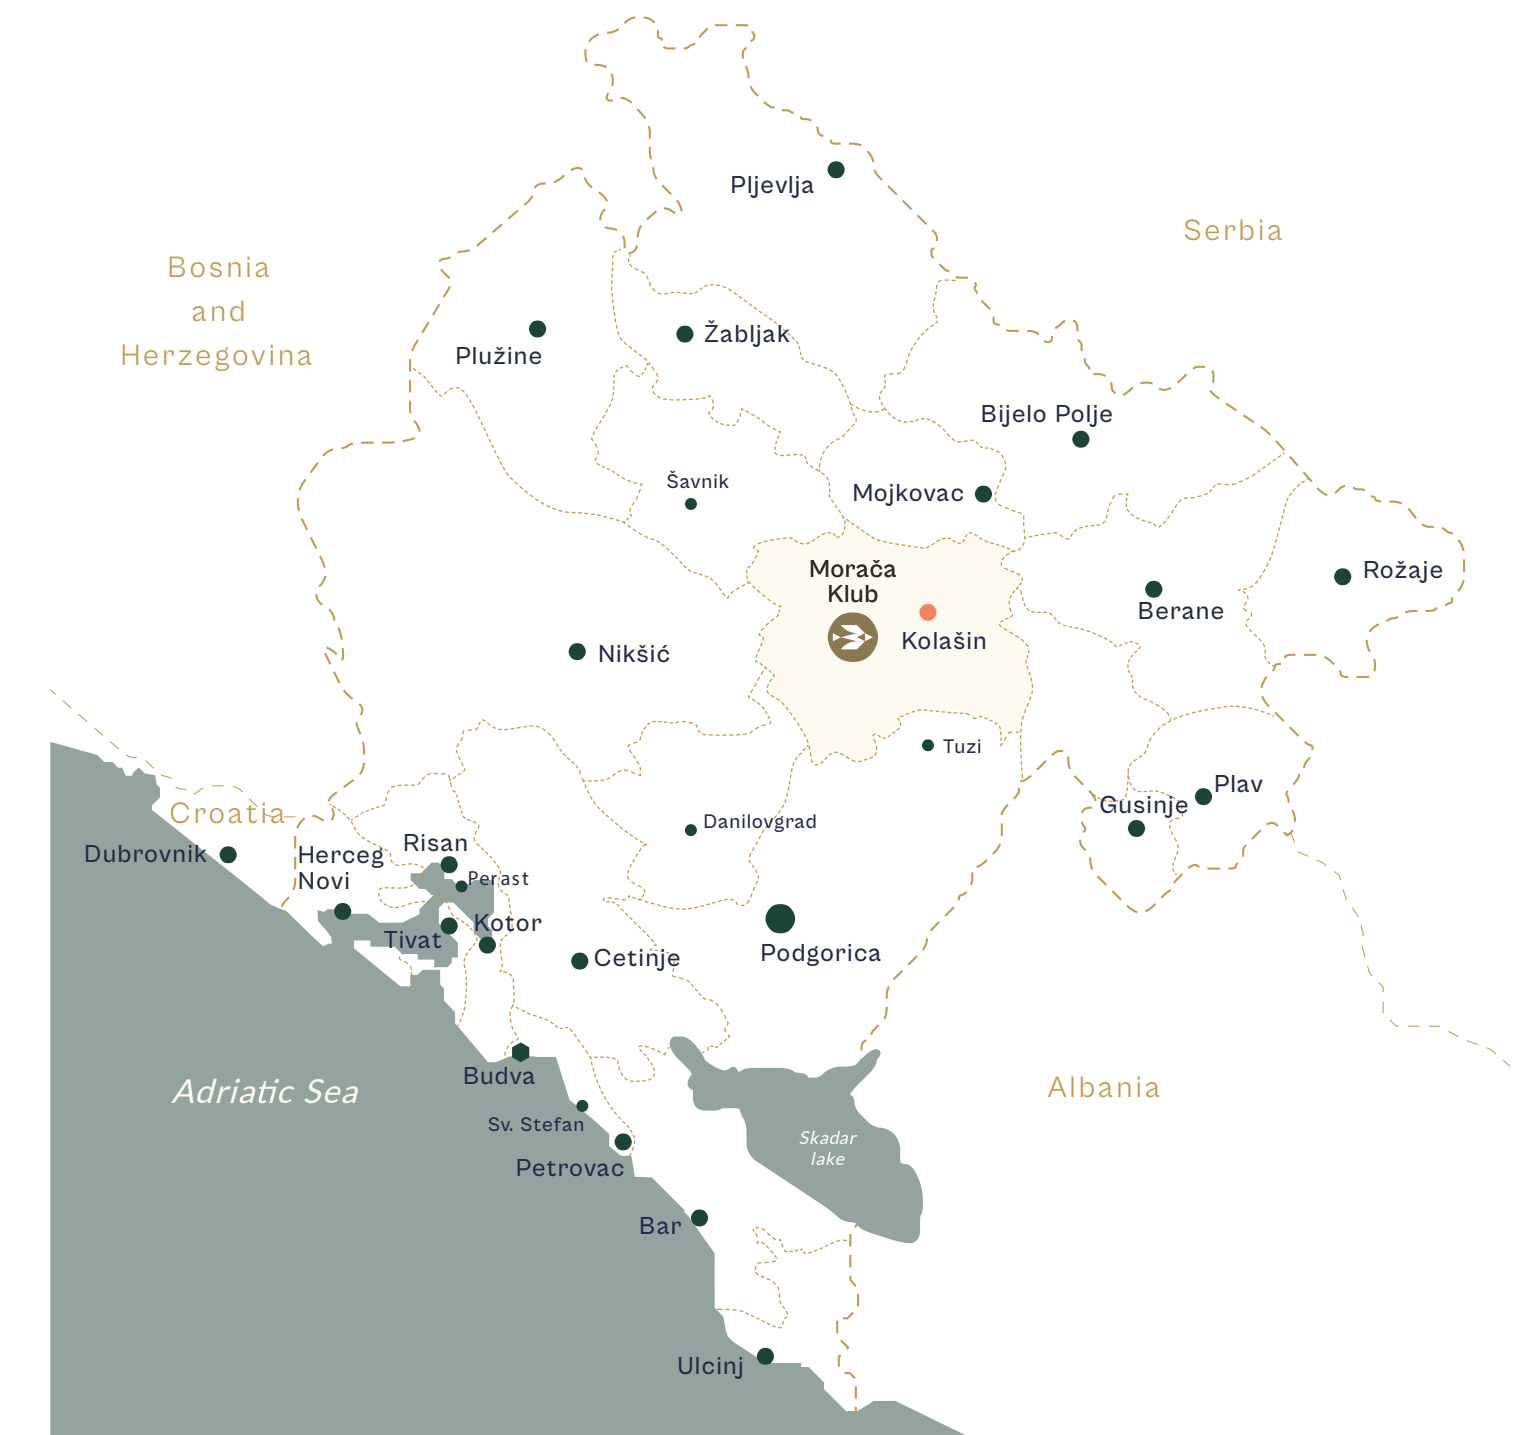 Pljevlja
Serbia
Bosnia
and
Herzegovina
Plužine
Žabljak
Bijelo Polje
Šavnik
Mojkovac
Morača
Klub
Rožaje
Berane
Kolašin
Nikšić
Tuzi
Plav
Gusinje
Croatia
Danilovgrad
Risan
Dubrovnik
Herceg
Novi
Perast
Kotor
Tivat
Cetinje
Podgorica
Budva
Adriatic Sea
Albania
Sv. Stefan
Skadar
lake
Petrovac
Bar
Ulcinj